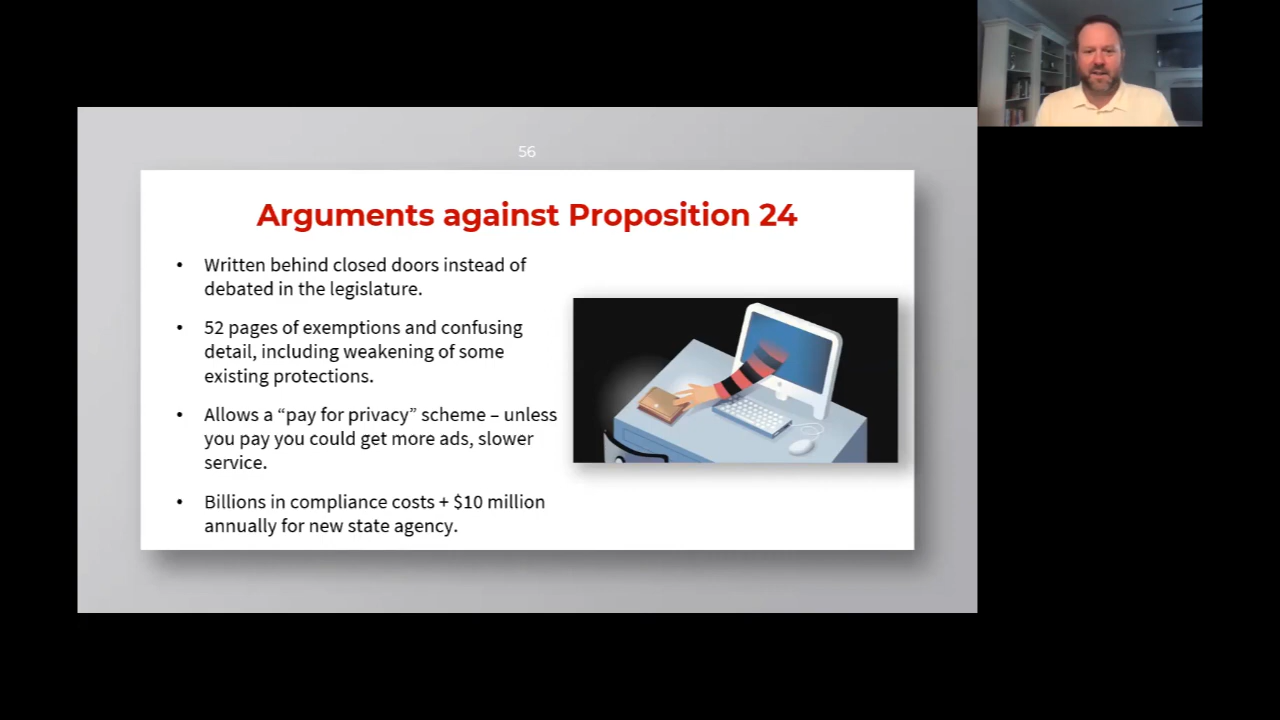 56
Arguments against Proposition 24
• Written behind closed doors instead of
debated in the legislature.
• 52 pages of exemptions and confusing
detail, including weakening of some
existing protections.
• Allows a “pay for privacy” scheme – unless
you pay you could get more ads, slower
service.
• Billions in compliance costs + $10 million
annually for new state agency.